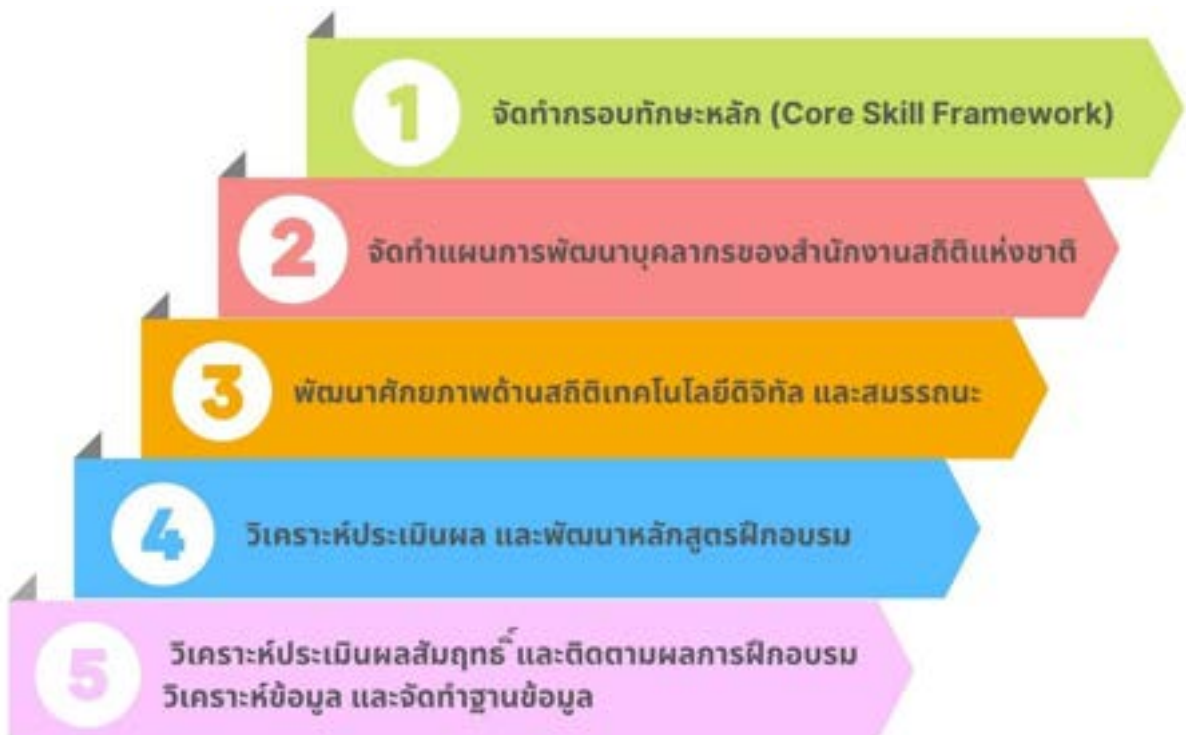 1 จัดทำกรอบทักษะหลัก (Core Skill Framework)
2 จัดทำแผนการพัฒนาบุคลากรของสำนักงานสถิติแห่งชาติ
3 พัฒนาศักยภาพด้านสถิติเทคโนโลยีดิจิทัล และสมรรถนะ
4 วิเคราะห์ประเมินผล และพัฒนาหลักสูตรฝึกอบรม
5 วิเคราะห์ประเมินผลสัมฤทธิ์ และติดตามผลการฝึกอบรม
วิเคราะห์ข้อมูล และจัดทำฐานข้อมูล